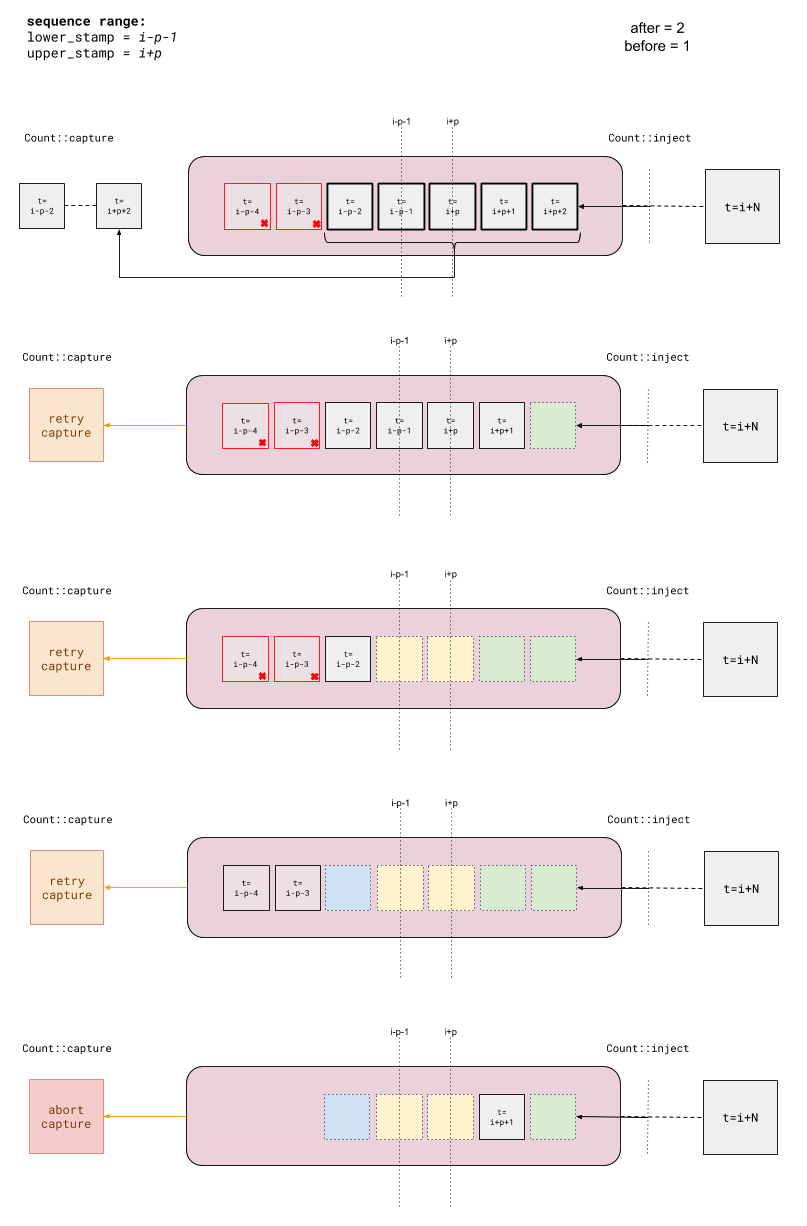 sequence range:
lower_stamp = i-p-1
upper_stamp = i+p
after = 2
before = 1
i-p-1
i+p
Count::capture
Count::inject
t=
i-p-2
t=
i+p+2
t=
i-p-4
t=
i-p-3
t=
i-p-2
t=
i-p-1
t=
i+p
t=
i+p+1
t=
i+p+2
t=i+N
i-p-1
i+p
Count::capture
Count::inject
retry
capture
t=
i-p-4
t=
i-p-3
t=
i-p-2
t=
i-p-1
t=
i+p
t=
i+p+1
t=i+N
i-p-1
i+p
Count::capture
Count::inject
retry
capture
t=
i-p-4
t=
i-p-3
t=
i-p-2
t=i+N
i-p-1
i+p
Count::capture
Count::inject
retry
capture
t=
i-p-4
t=
i-p-3
t=i+N
i-p-1
i+p
Count::capture
Count::inject
abort
capture
t=
i+p+1
t=i+N